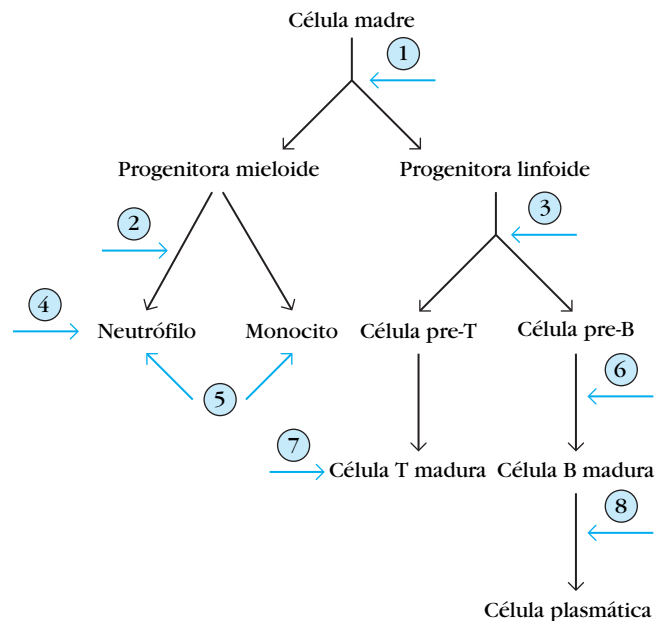 Célula madre
1
Progenitora mieloide
Progenitora linfoide
2
3
4
Neutrófilo
Monocito
Célula pre-T
Célula pre-B
5
6
7
Célula T madura
Célula B madura
8
Célula plasmática